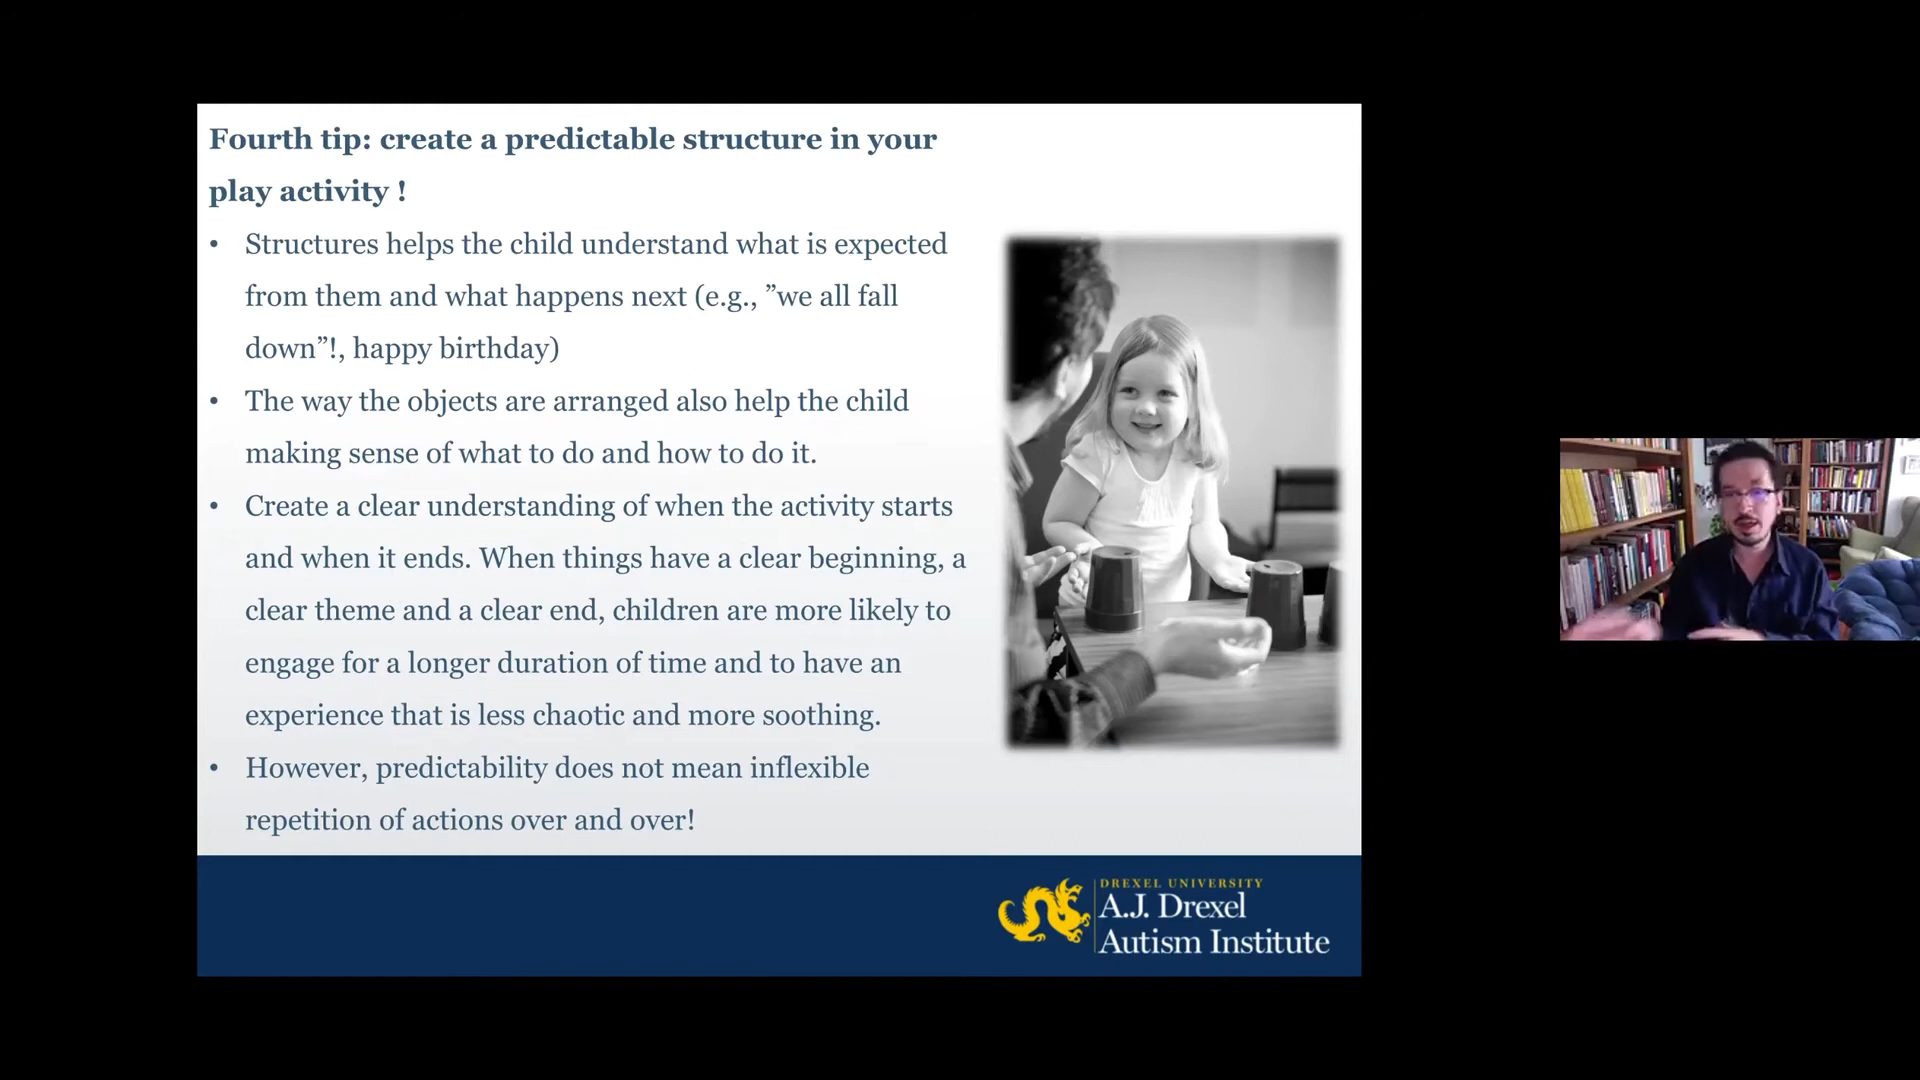 Fourth tip: create a predictable structure in your
play activity !
• Structures helps the child understand what is expected
from them and what happens next (e.g., ”we all fall
down”!, happy birthday)
• The way the objects are arranged also help the child
making sense of what to do and how to do it.
• Create a clear understanding of when the activity starts
and when it ends. When things have a clear beginning, a
clear theme and a clear end, children are more likely to
engage for a longer duration of time and to have an
experience that is less chaotic and more soothing.
• However, predictability does not mean inflexible
repetition of actions over and over!
DREXEL UNIVERSITY
A.J. Drexel
Autism Institute